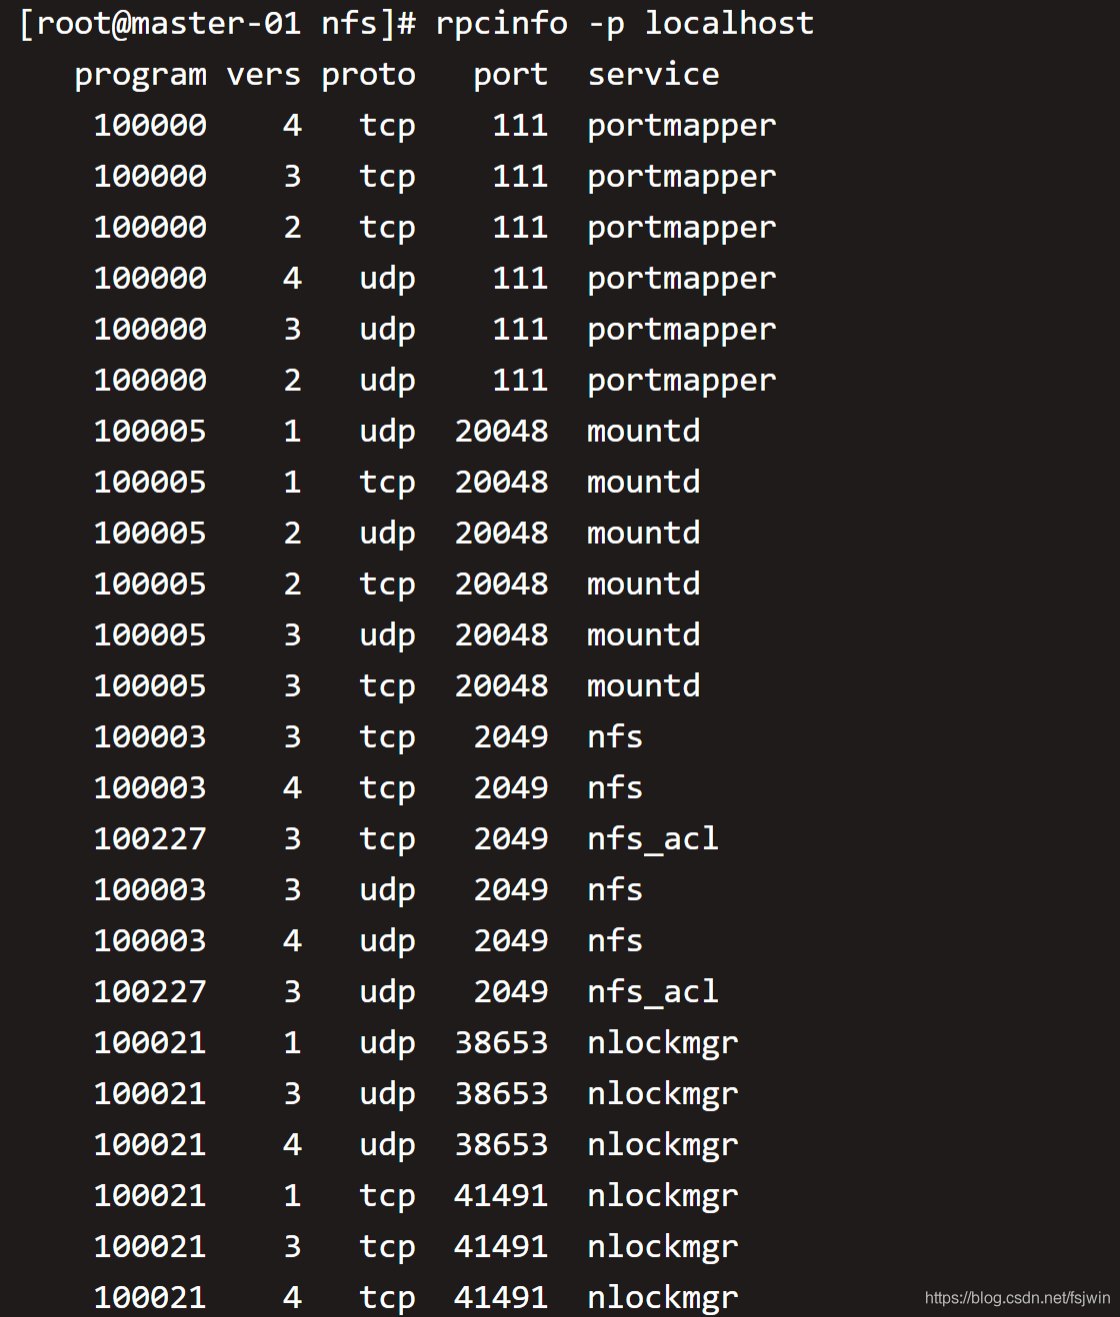 [root@master-01 nfs]# rpcinfo -p localhost
   program vers proto   port  service
    100000    4   tcp    111  portmapper
    100000    3   tcp    111  portmapper
    100000    2   tcp    111  portmapper
    100000    4   udp    111  portmapper
    100000    3   udp    111  portmapper
    100000    2   udp    111  portmapper
    100005    1   udp  20048  mountd
    100005    1   tcp  20048  mountd
    100005    2   udp  20048  mountd
    100005    2   tcp  20048  mountd
    100005    3   udp  20048  mountd
    100005    3   tcp  20048  mountd
    100003    3   tcp   2049  nfs
    100003    4   tcp   2049  nfs
    100227    3   tcp   2049  nfs_acl
    100003    3   udp   2049  nfs
    100003    4   udp   2049  nfs
    100227    3   udp   2049  nfs_acl
    100021    1   udp  38653  nlockmgr
    100021    3   udp  38653  nlockmgr
    100021    4   udp  38653  nlockmgr
    100021    1   tcp  41491  nlockmgr
    100021    3   tcp  41491  nlockmgr
    100021    4   tcp  41491  nlockmgr
https://blog.csdn.net/fsjwin